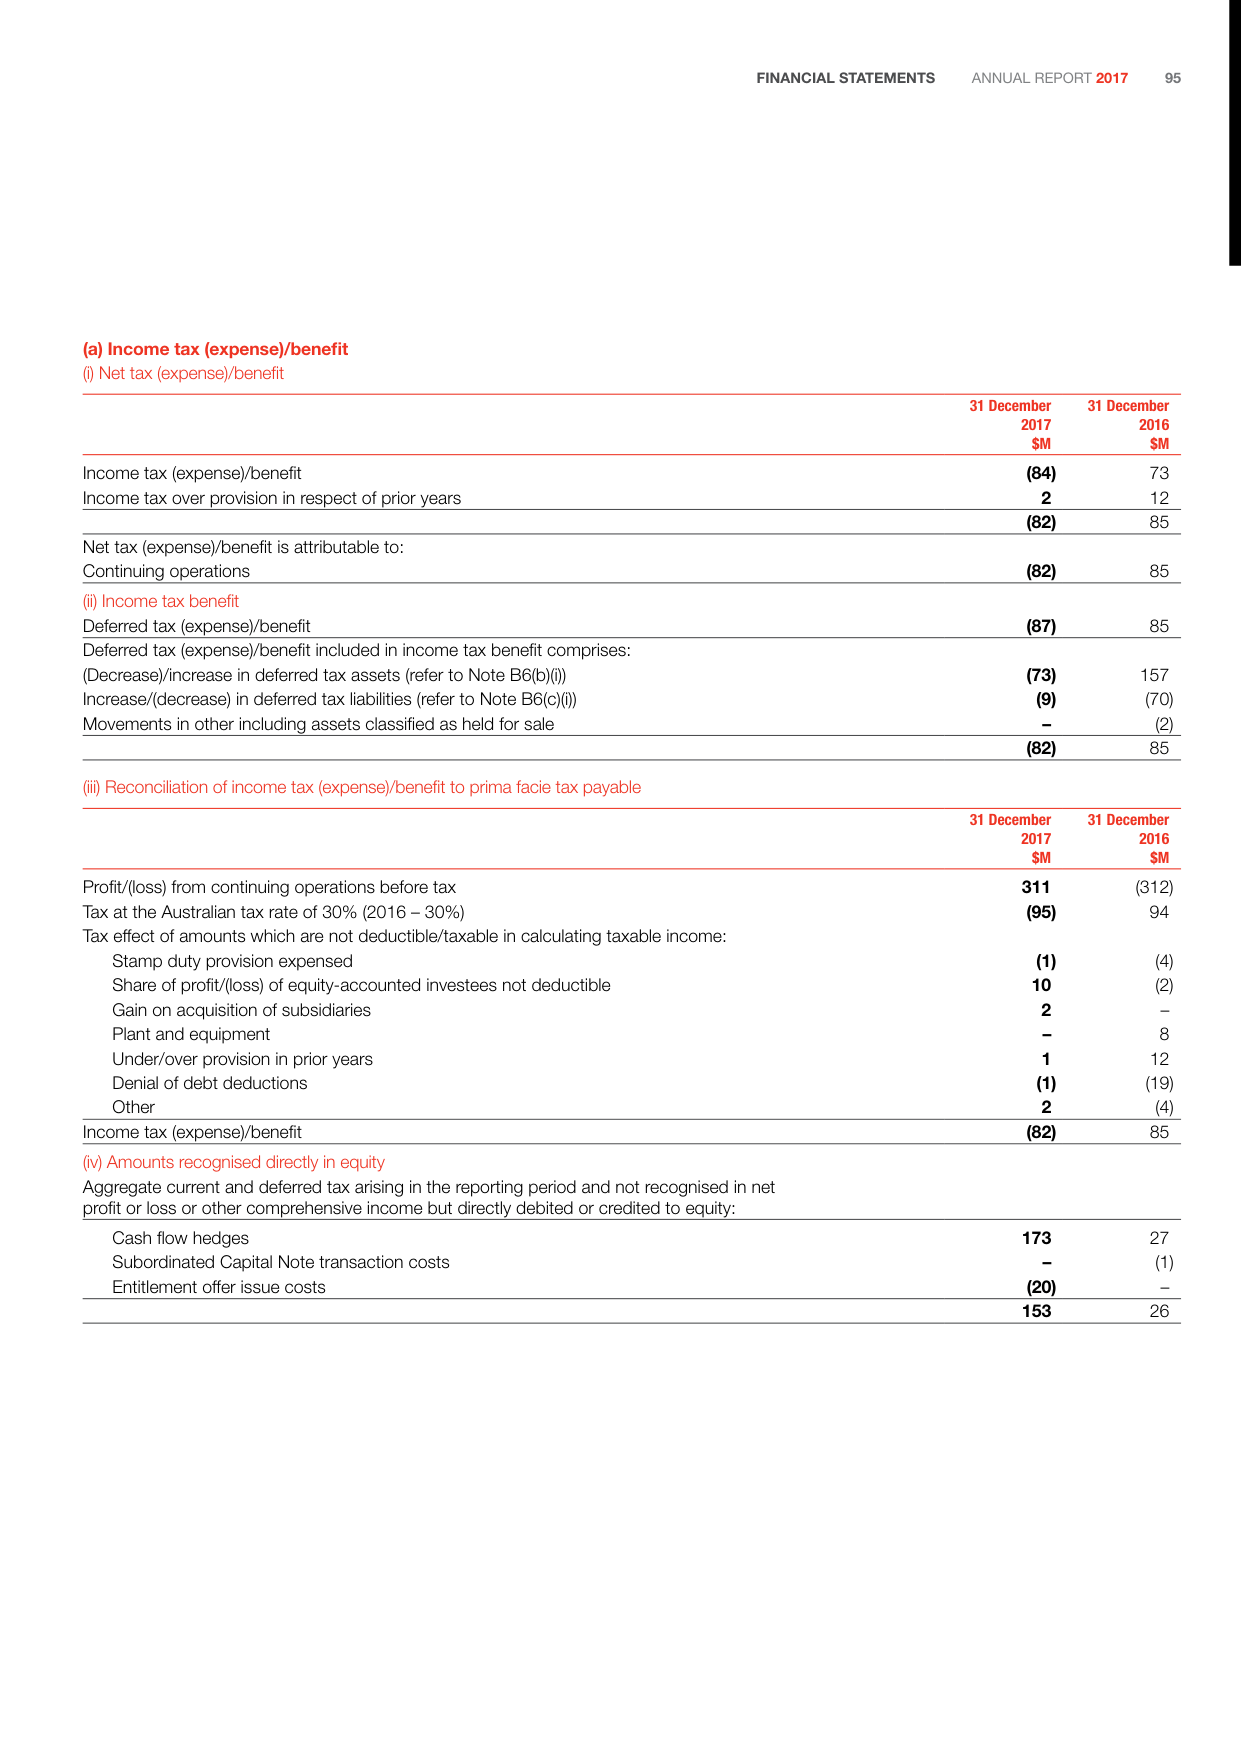 FINANCIAL STATEMENTS ANNUAL REPORT 2017 95
(a) Income tax (expense)/benefit
(i) Net tax (expense)/benefit
31 December 31 December
2017 2016
$M $M
Income tax (expense)/benefit (84) 73
Income tax over provision in respect of prior years 2 12
(82) 85
Net tax (expense)/benefit is attributable to:
Continuing operations (82) 85
(ii) Income tax benefit
Deferred tax (expense)/benefit (87) 85
Deferred tax (expense)/benefit included in income tax benefit comprises:
(Decrease)/increase in deferred tax assets (refer to Note B6(b)(i)) (73) 157
Increase/(decrease) in deferred tax liabilities (refer to Note B6(c)(i)) (9) (70)
Movements in other including assets classified as held for sale – (2)
(82) 85
(iii) Reconciliation of income tax (expense)/benefit to prima facie tax payable
31 December 31 December
2017 2016
$M $M
Profit/(loss) from continuing operations before tax 311 (312)
Tax at the Australian tax rate of 30% (2016 – 30%) (95) 94
Tax effect of amounts which are not deductible/taxable in calculating taxable income:
Stamp duty provision expensed (1) (4)
Share of profit/(loss) of equity-accounted investees not deductible 10 (2)
Gain on acquisition of subsidiaries 2 –
Plant and equipment – 8
Under/over provision in prior years 1 12
Denial of debt deductions (1) (19)
Other 2 (4)
Income tax (expense)/benefit (82) 85
(iv) Amounts recognised directly in equity
Aggregate current and deferred tax arising in the reporting period and not recognised in net
profit or loss or other comprehensive income but directly debited or credited to equity:
Cash flow hedges 173 27
Subordinated Capital Note transaction costs – (1)
Entitlement offer issue costs (20) –
153 26